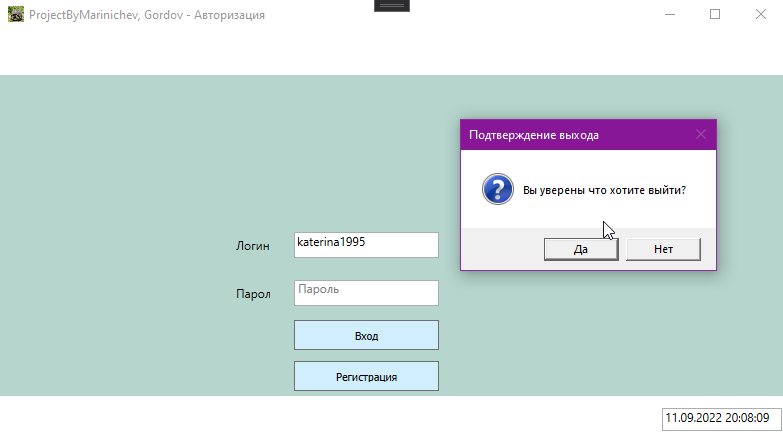 ProjectByMarinichev, Gordov - Авторизация
Подтверждение выхода
Вы уверены что хотите выйти?
Да
Нет
Логин
katerina1995
Парол
Пароль
Вход
Регистрация
11.09.2022 20:08:09